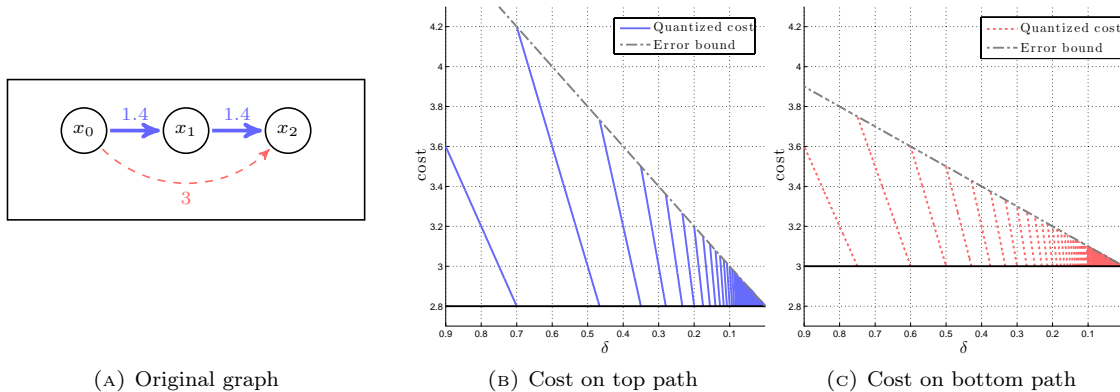 1.4 1.4
x0 x1 x2
3
(A) Original graph
Quantized cost
Error bound
cost
4.2
4
3.8
3.6
3.4
3.2
3
2.8
0.9 0.8 0.7 0.6 0.5 0.4 0.3 0.2 0.1
δ
(B) Cost on top path
Quantized cost
Error bound
cost
4.2
4
3.8
3.6
3.4
3.2
3
2.8
0.9 0.8 0.7 0.6 0.5 0.4 0.3 0.2 0.1
δ
(C) Cost on bottom path